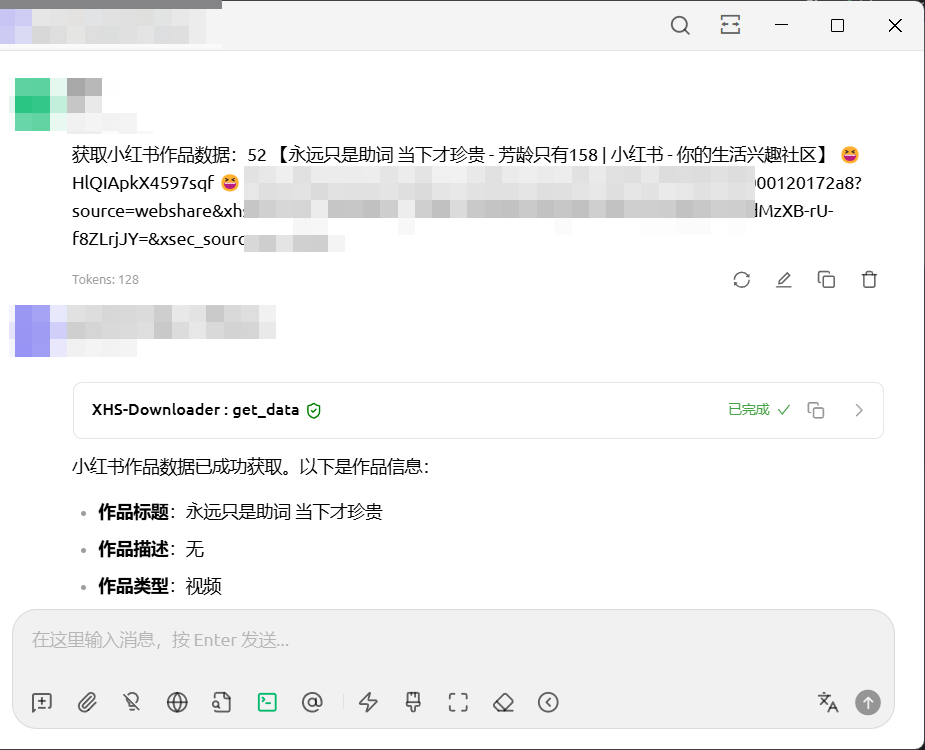 获取小红书作品数据：52 【永远只是助词 当下才珍贵 - 芳龄只有158 | 小红书 - 你的生活兴趣社区】 😆
HlQIApkX4597sqf 😆 00120172a8?
source=webshare&xhs MzXB-rU-
f8ZLrjJY=&xsec_sourc
Tokens: 128
XHS-Downloader : get_data 已完成
小红书作品数据已成功获取。以下是作品信息：
• 作品标题：永远只是助词 当下才珍贵
• 作品描述：无
• 作品类型：视频
在这里输入消息，按 Enter 发送...